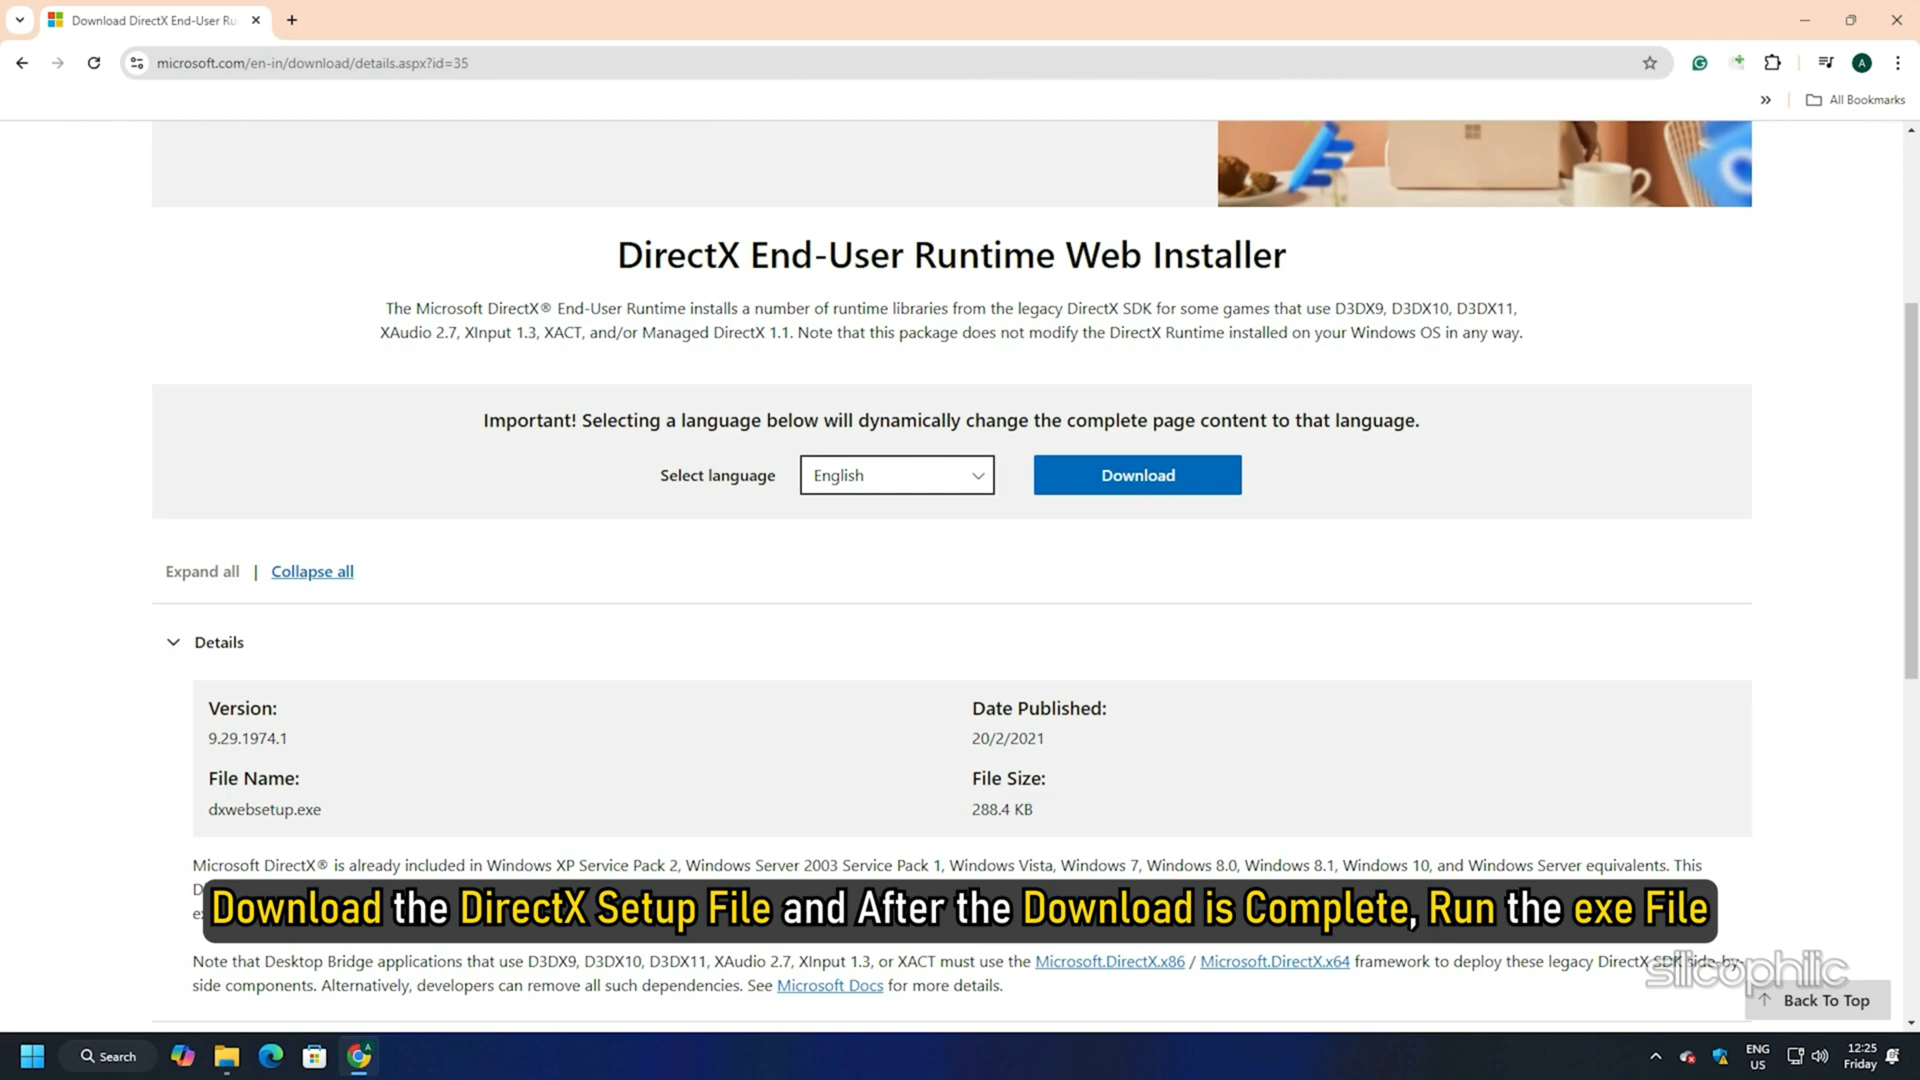 Download DirectX End-User Ru
microsoft.com/en-in/download/details.aspx?id=35
A
All Bookmarks
DirectX End-User Runtime Web Installer
The Microsoft DirectX® End-User Runtime installs a number of runtime libraries from the legacy DirectX SDK for some games that use D3DX9, D3DX10, D3DX11,
XAudio 2.7, XInput 1.3, XACT, and/or Managed DirectX 1.1. Note that this package does not modify the DirectX Runtime installed on your Windows OS in any way.
Important! Selecting a language below will dynamically change the complete page content to that language.
Select language English Download
Expand all | Collapse all
Details
Version: Date Published:
9.29.1974.1 20/2/2021
File Name: File Size:
dxwebsetup.exe 288.4 KB
Microsoft DirectX® is already included in Windows XP Service Pack 2, Windows Server 2003 Service Pack 1, Windows Vista, Windows 7, Windows 8.0, Windows 8.1, Windows 10, and Windows Server equivalents. This
Download the DirectX Setup File and After the Download is Complete, Run the exe File
Note that Desktop Bridge applications that use D3DX9, D3DX10, D3DX11, XAudio 2.7, XInput 1.3, or XACT must use the Microsoft.DirectX.x86 / Microsoft.DirectX.x64 framework to deploy these legacy DirectX SDK side-by-
side components. Alternatively, developers can remove all such dependencies. See Microsoft Docs for more details.
silicophilic
Back To Top
Search
ENG
US
12:25
Friday